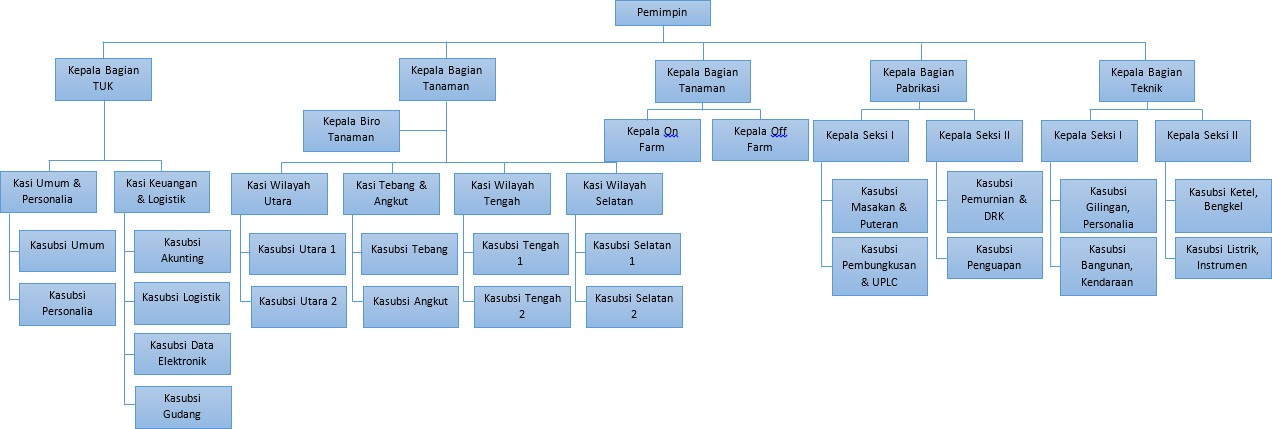 Pemimpin
Kepala Bagian
TUK
Kepala Bagian
Tanaman
Kepala Bagian
Tanaman
Kepala Bagian
Pabrikasi
Kepala Bagian
Teknik
Kepala Biro
Tanaman
Kepala On
Farm
Kepala Off
Farm
Kepala Seksi I
Kepala Seksi II
Kepala Seksi I
Kepala Seksi II
Kasi Umum &
Personalia
Kasi Keuangan
& Logistik
Kasi Wilayah
Utara
Kasi Tebang &
Angkut
Kasi Wilayah
Tengah
Kasi Wilayah
Selatan
Kasubsi
Masakan &
Puteran
Kasubsi
Pemurnian &
DRK
Kasubsi
Gilingan,
Personalia
Kasubsi Ketel,
Bengkel
Kasubsi Umum
Kasubsi
Akunting
Kasubsi Utara 1
Kasubsi Tebang
Kasubsi Tengah
1
Kasubsi Selatan
1
Kasubsi
Pembungkusan
& UPLC
Kasubsi
Penguapan
Kasubsi
Bangunan,
Kendaraan
Kasubsi Listrik,
Instrumen
Kasubsi
Personalia
Kasubsi Logistik
Kasubsi Utara 2
Kasubsi Angkut
Kasubsi Tengah
2
Kasubsi Selatan
2
Kasubsi Data
Elektronik
Kasubsi
Gudang